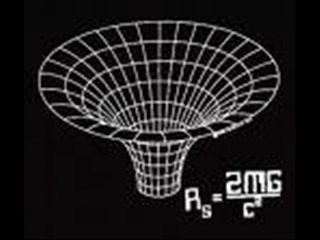 Rs = 2MG/c²